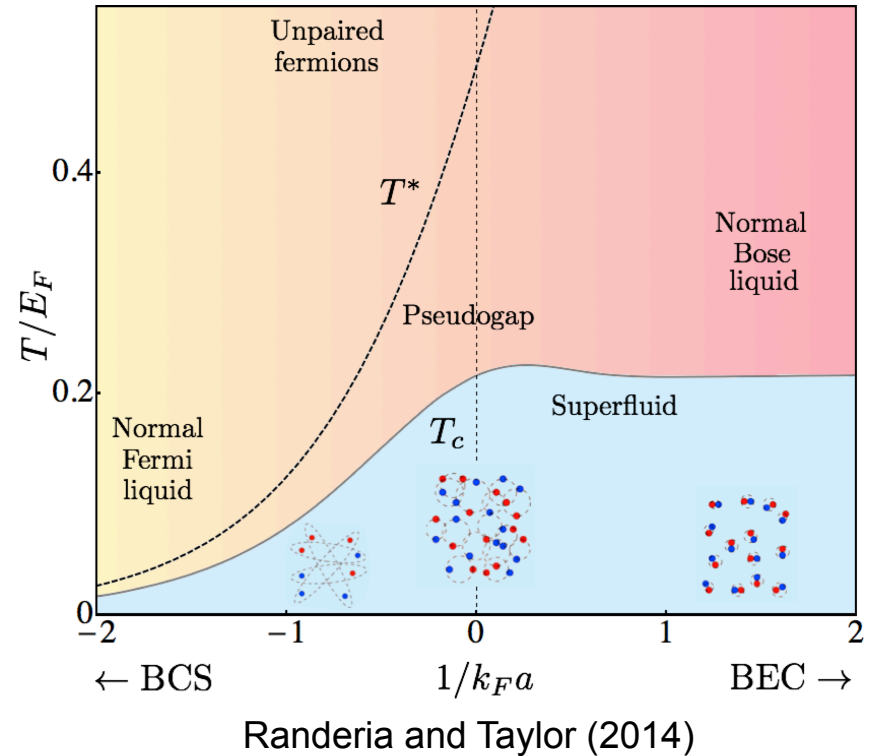 Unpaired
fermions
0.4
T*
Normal
Bose
liquid
T/E_F
Pseudogap
0.2
Superfluid
T_c
Normal
Fermi
liquid
0
−2 −1 0 1 2
← BCS 1/k_F a BEC →
Randeria and Taylor (2014)